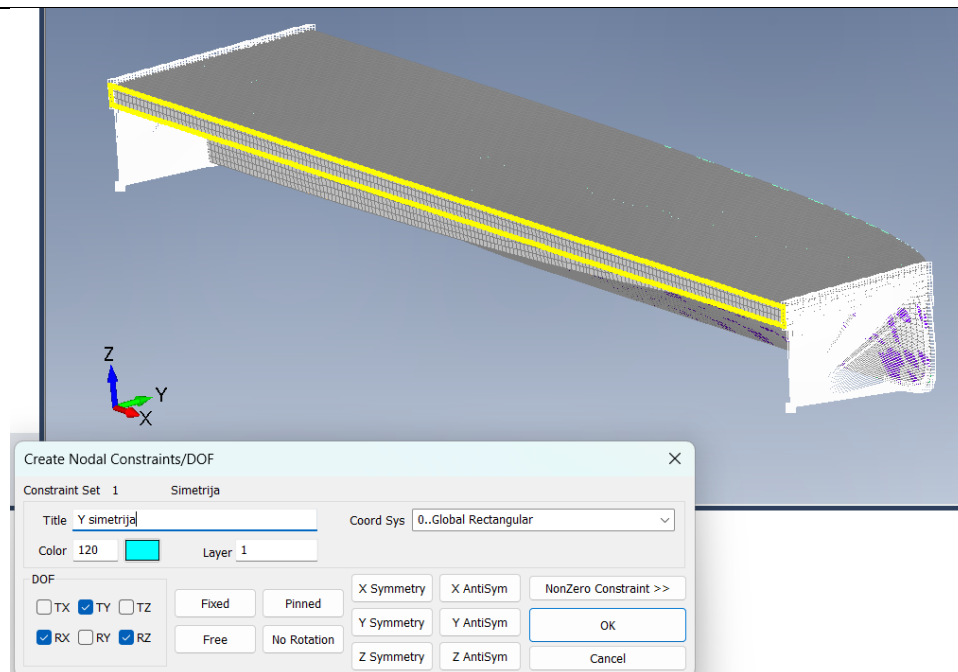 Z
Y
X
Create Nodal Constraints/DOF
Constraint Set 1 Simetrija
Title Y simetrija Coord Sys 0..Global Rectangular
Color 120 Layer 1
DOF
TX TY TZ
RX RY RZ
Fixed Pinned
Free No Rotation
X Symmetry X AntiSym NonZero Constraint >>
Y Symmetry Y AntiSym OK
Z Symmetry Z AntiSym Cancel